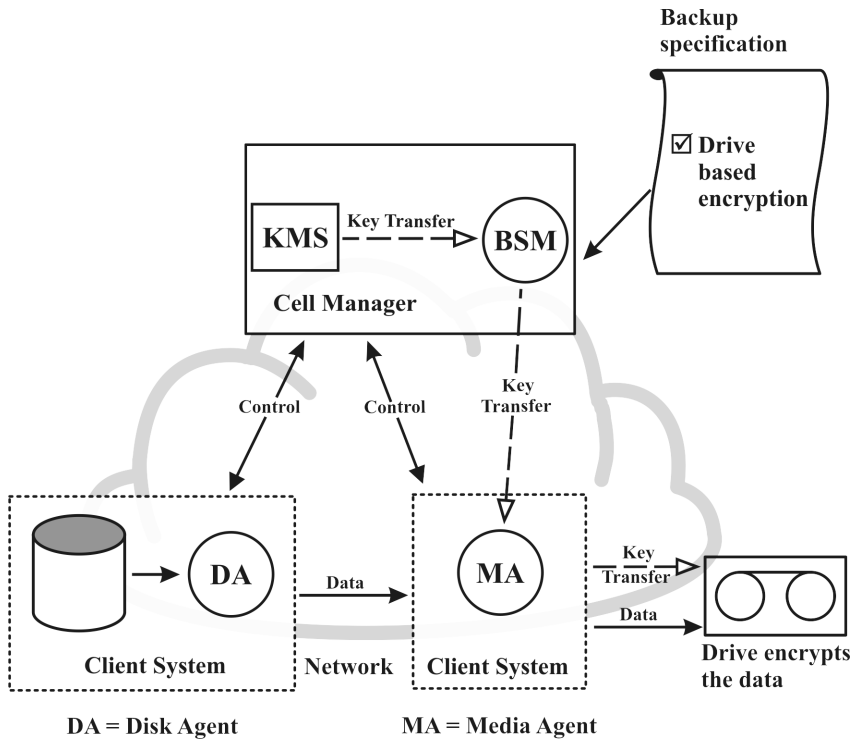 Backup
specification
☑ Drive
based
encryption
KMS
Key Transfer
BSM
Cell Manager
Control
Control
Key
Transfer
DA
Data
MA
Key
Transfer
Data
Client System
Network
Client System
Drive encrypts
the data
DA = Disk Agent
MA = Media Agent